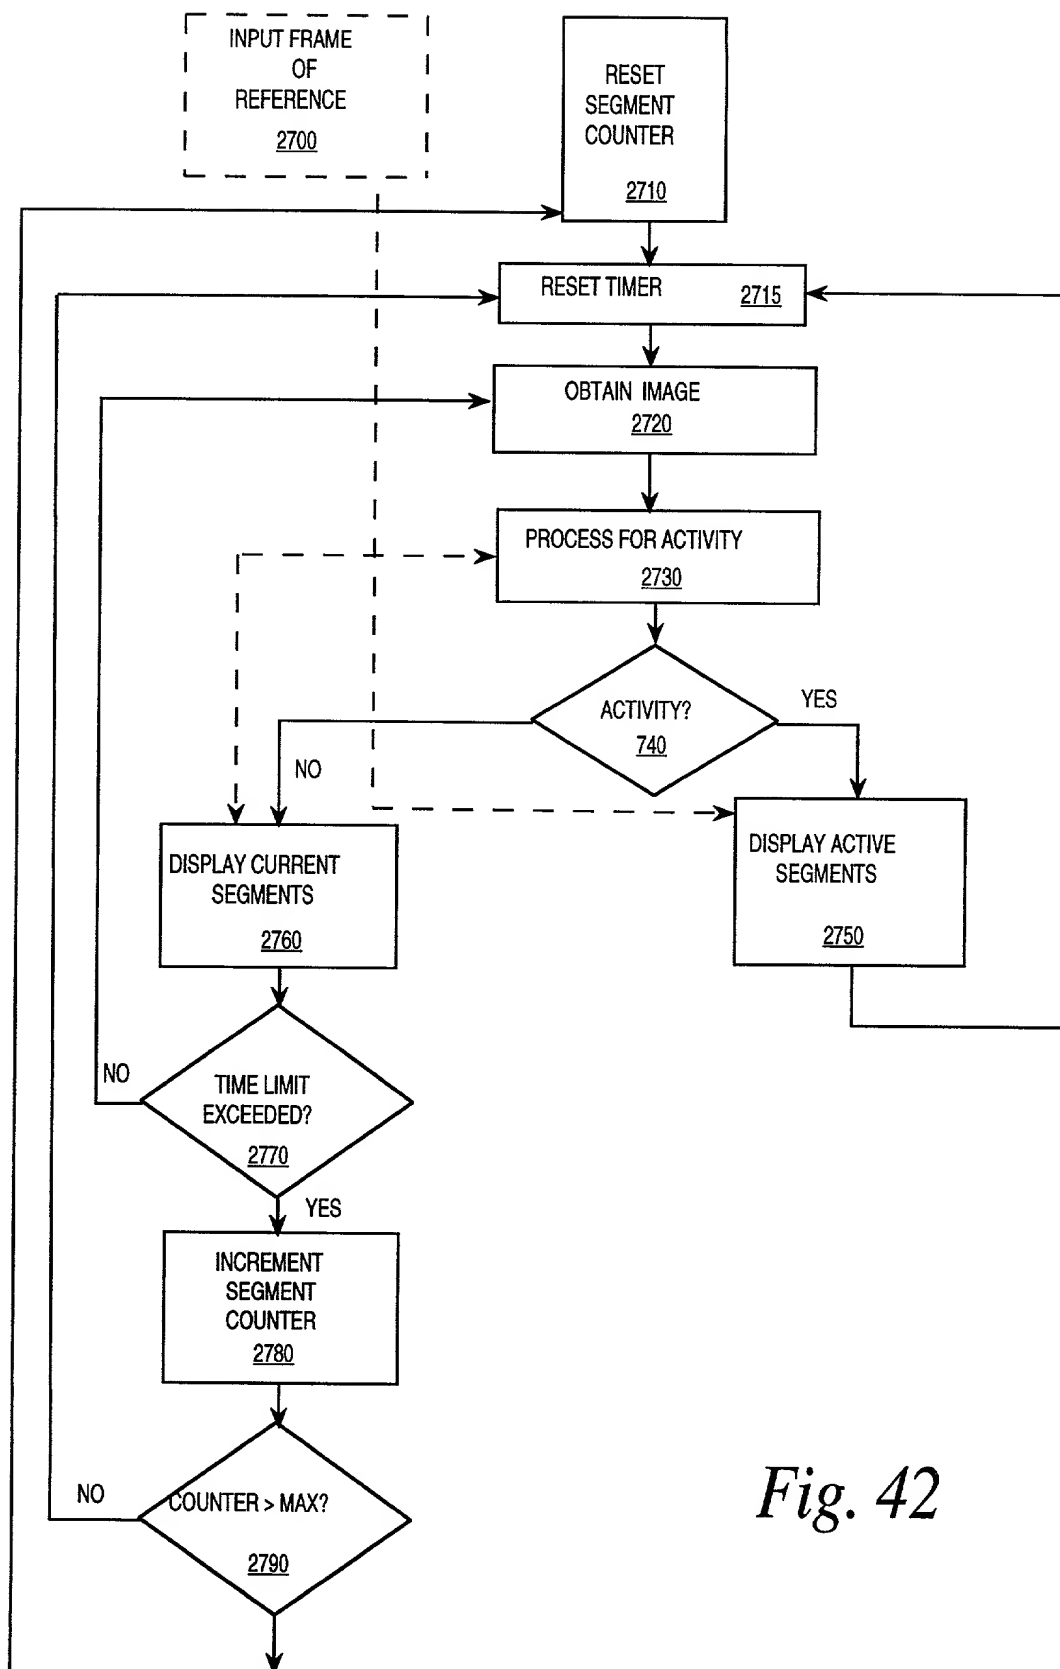 INPUT FRAME
OF
REFERENCE
2700
RESET
SEGMENT
COUNTER
2710
RESET TIMER 2715
OBTAIN IMAGE
2720
PROCESS FOR ACTIVITY
2730
ACTIVITY?
740
YES
NO
DISPLAY CURRENT
SEGMENTS
2760
DISPLAY ACTIVE
SEGMENTS
2750
NO
TIME LIMIT
EXCEEDED?
2770
YES
INCREMENT
SEGMENT
COUNTER
2780
NO
COUNTER > MAX?
2790
Fig. 42